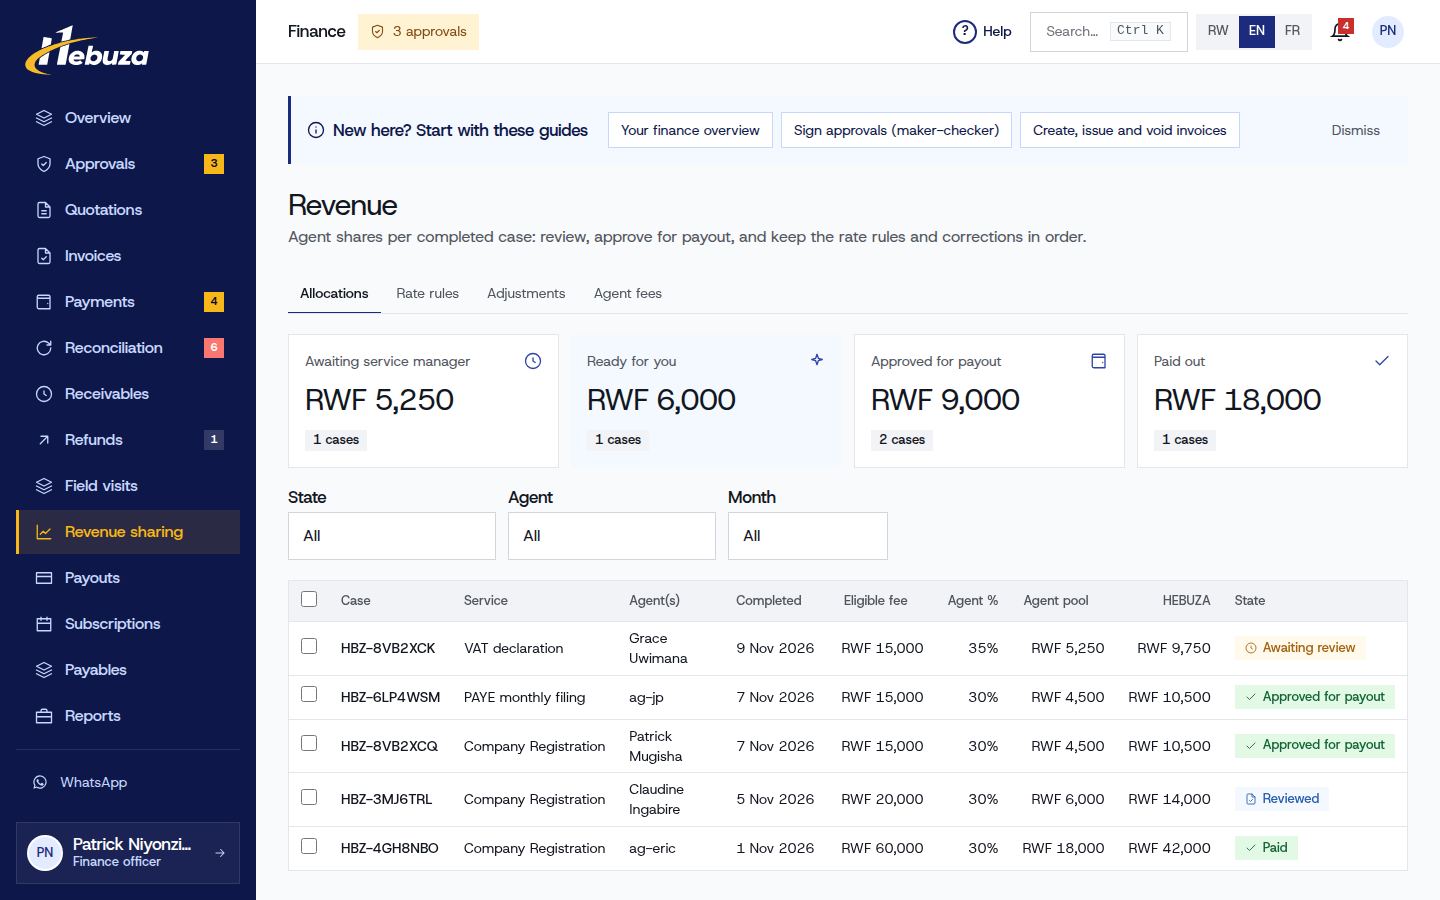 Hebuza
Overview
Approvals 3
Quotations
Invoices
Payments 4
Reconciliation 6
Receivables
Refunds 1
Field visits
Revenue sharing
Payouts
Subscriptions
Payables
Reports
WhatsApp
PN Patrick Niyonzi...
Finance officer
Finance 3 approvals
? Help
Search... Ctrl K
RW EN FR
4
PN
New here? Start with these guides Your finance overview Sign approvals (maker-checker) Create, issue and void invoices Dismiss
Revenue
Agent shares per completed case: review, approve for payout, and keep the rate rules and corrections in order.
Allocations Rate rules Adjustments Agent fees
Awaiting service manager
RWF 5,250
1 cases
Ready for you
RWF 6,000
1 cases
Approved for payout
RWF 9,000
2 cases
Paid out
RWF 18,000
1 cases
State Agent Month
All All All
Case Service Agent(s) Completed Eligible fee Agent % Agent pool HEBUZA State
HBZ-8VB2XCK VAT declaration Grace Uwimana 9 Nov 2026 RWF 15,000 35% RWF 5,250 RWF 9,750 Awaiting review
HBZ-6LP4WSM PAYE monthly filing ag-jp 7 Nov 2026 RWF 15,000 30% RWF 4,500 RWF 10,500 Approved for payout
HBZ-8VB2XCQ Company Registration Patrick Mugisha 7 Nov 2026 RWF 15,000 30% RWF 4,500 RWF 10,500 Approved for payout
HBZ-3MJ6TRL Company Registration Claudine Ingabire 5 Nov 2026 RWF 20,000 30% RWF 6,000 RWF 14,000 Reviewed
HBZ-4GH8NBO Company Registration ag-eric 1 Nov 2026 RWF 60,000 30% RWF 18,000 RWF 42,000 Paid